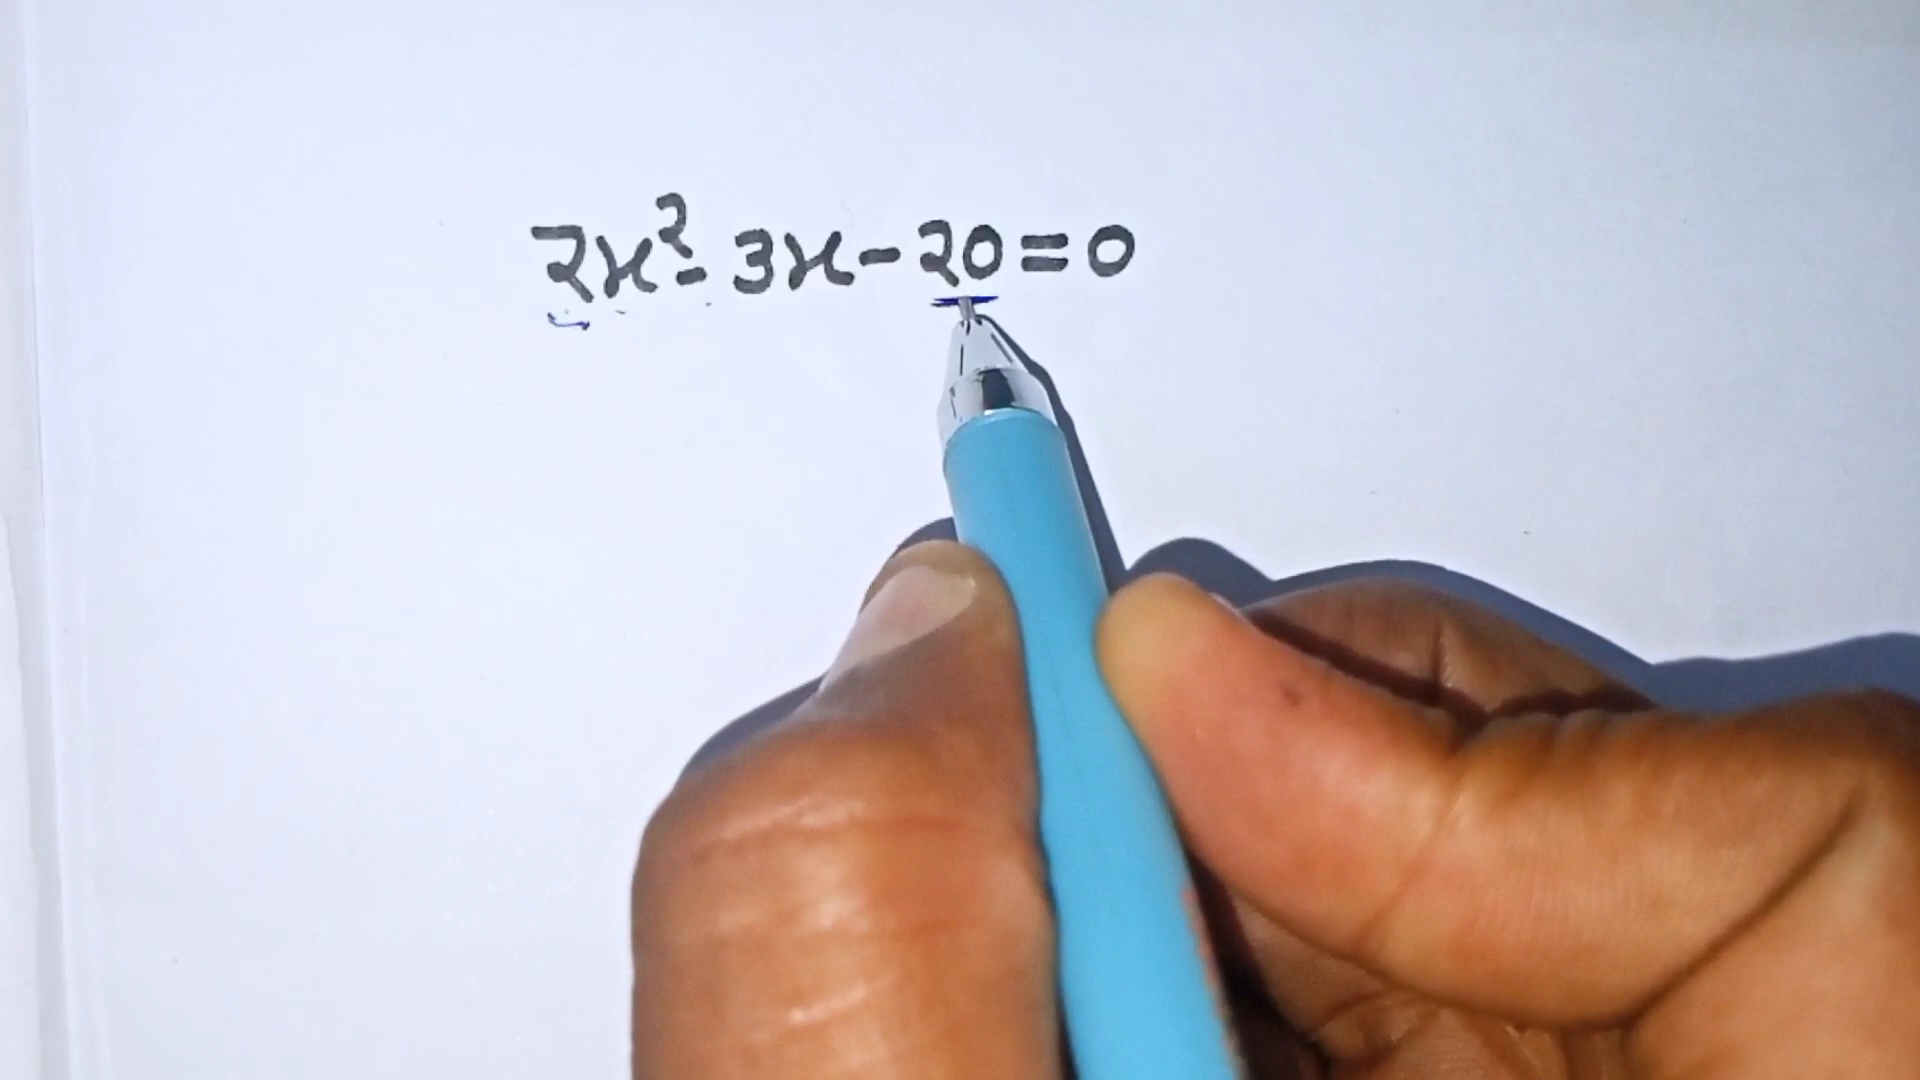 2x² - 3x - 20 = 0